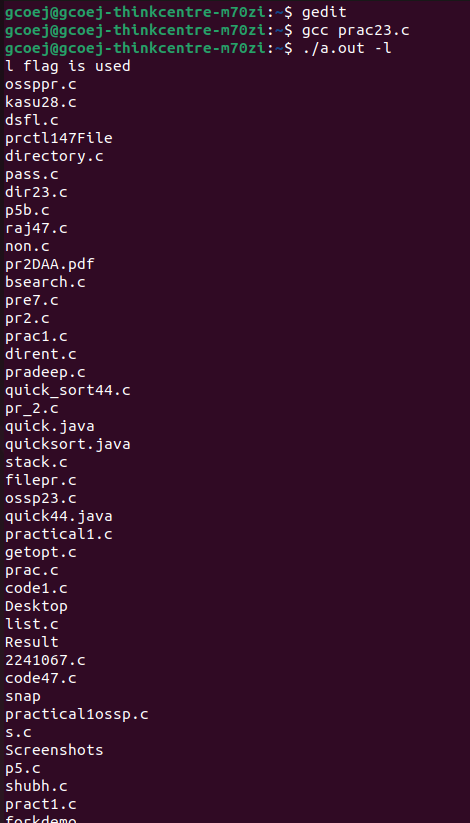 gcoej@gcoej-thinkcentre-m70zi:~$ gedit
gcoej@gcoej-thinkcentre-m70zi:~$ gcc prac23.c
gcoej@gcoej-thinkcentre-m70zi:~$ ./a.out -l
l flag is used
ossppr.c
kasu28.c
dsfl.c
prctl147File
directory.c
pass.c
dir23.c
p5b.c
raj47.c
non.c
pr2DAA.pdf
bsearch.c
pre7.c
pr2.c
prac1.c
dirent.c
pradeep.c
quick_sort44.c
pr_2.c
quick.java
quicksort.java
stack.c
filepr.c
ossp23.c
quick44.java
practical1.c
getopt.c
prac.c
code1.c
Desktop
list.c
Result
2241067.c
code47.c
snap
practical1ossp.c
s.c
Screenshots
p5.c
shubh.c
pract1.c
forkdemo